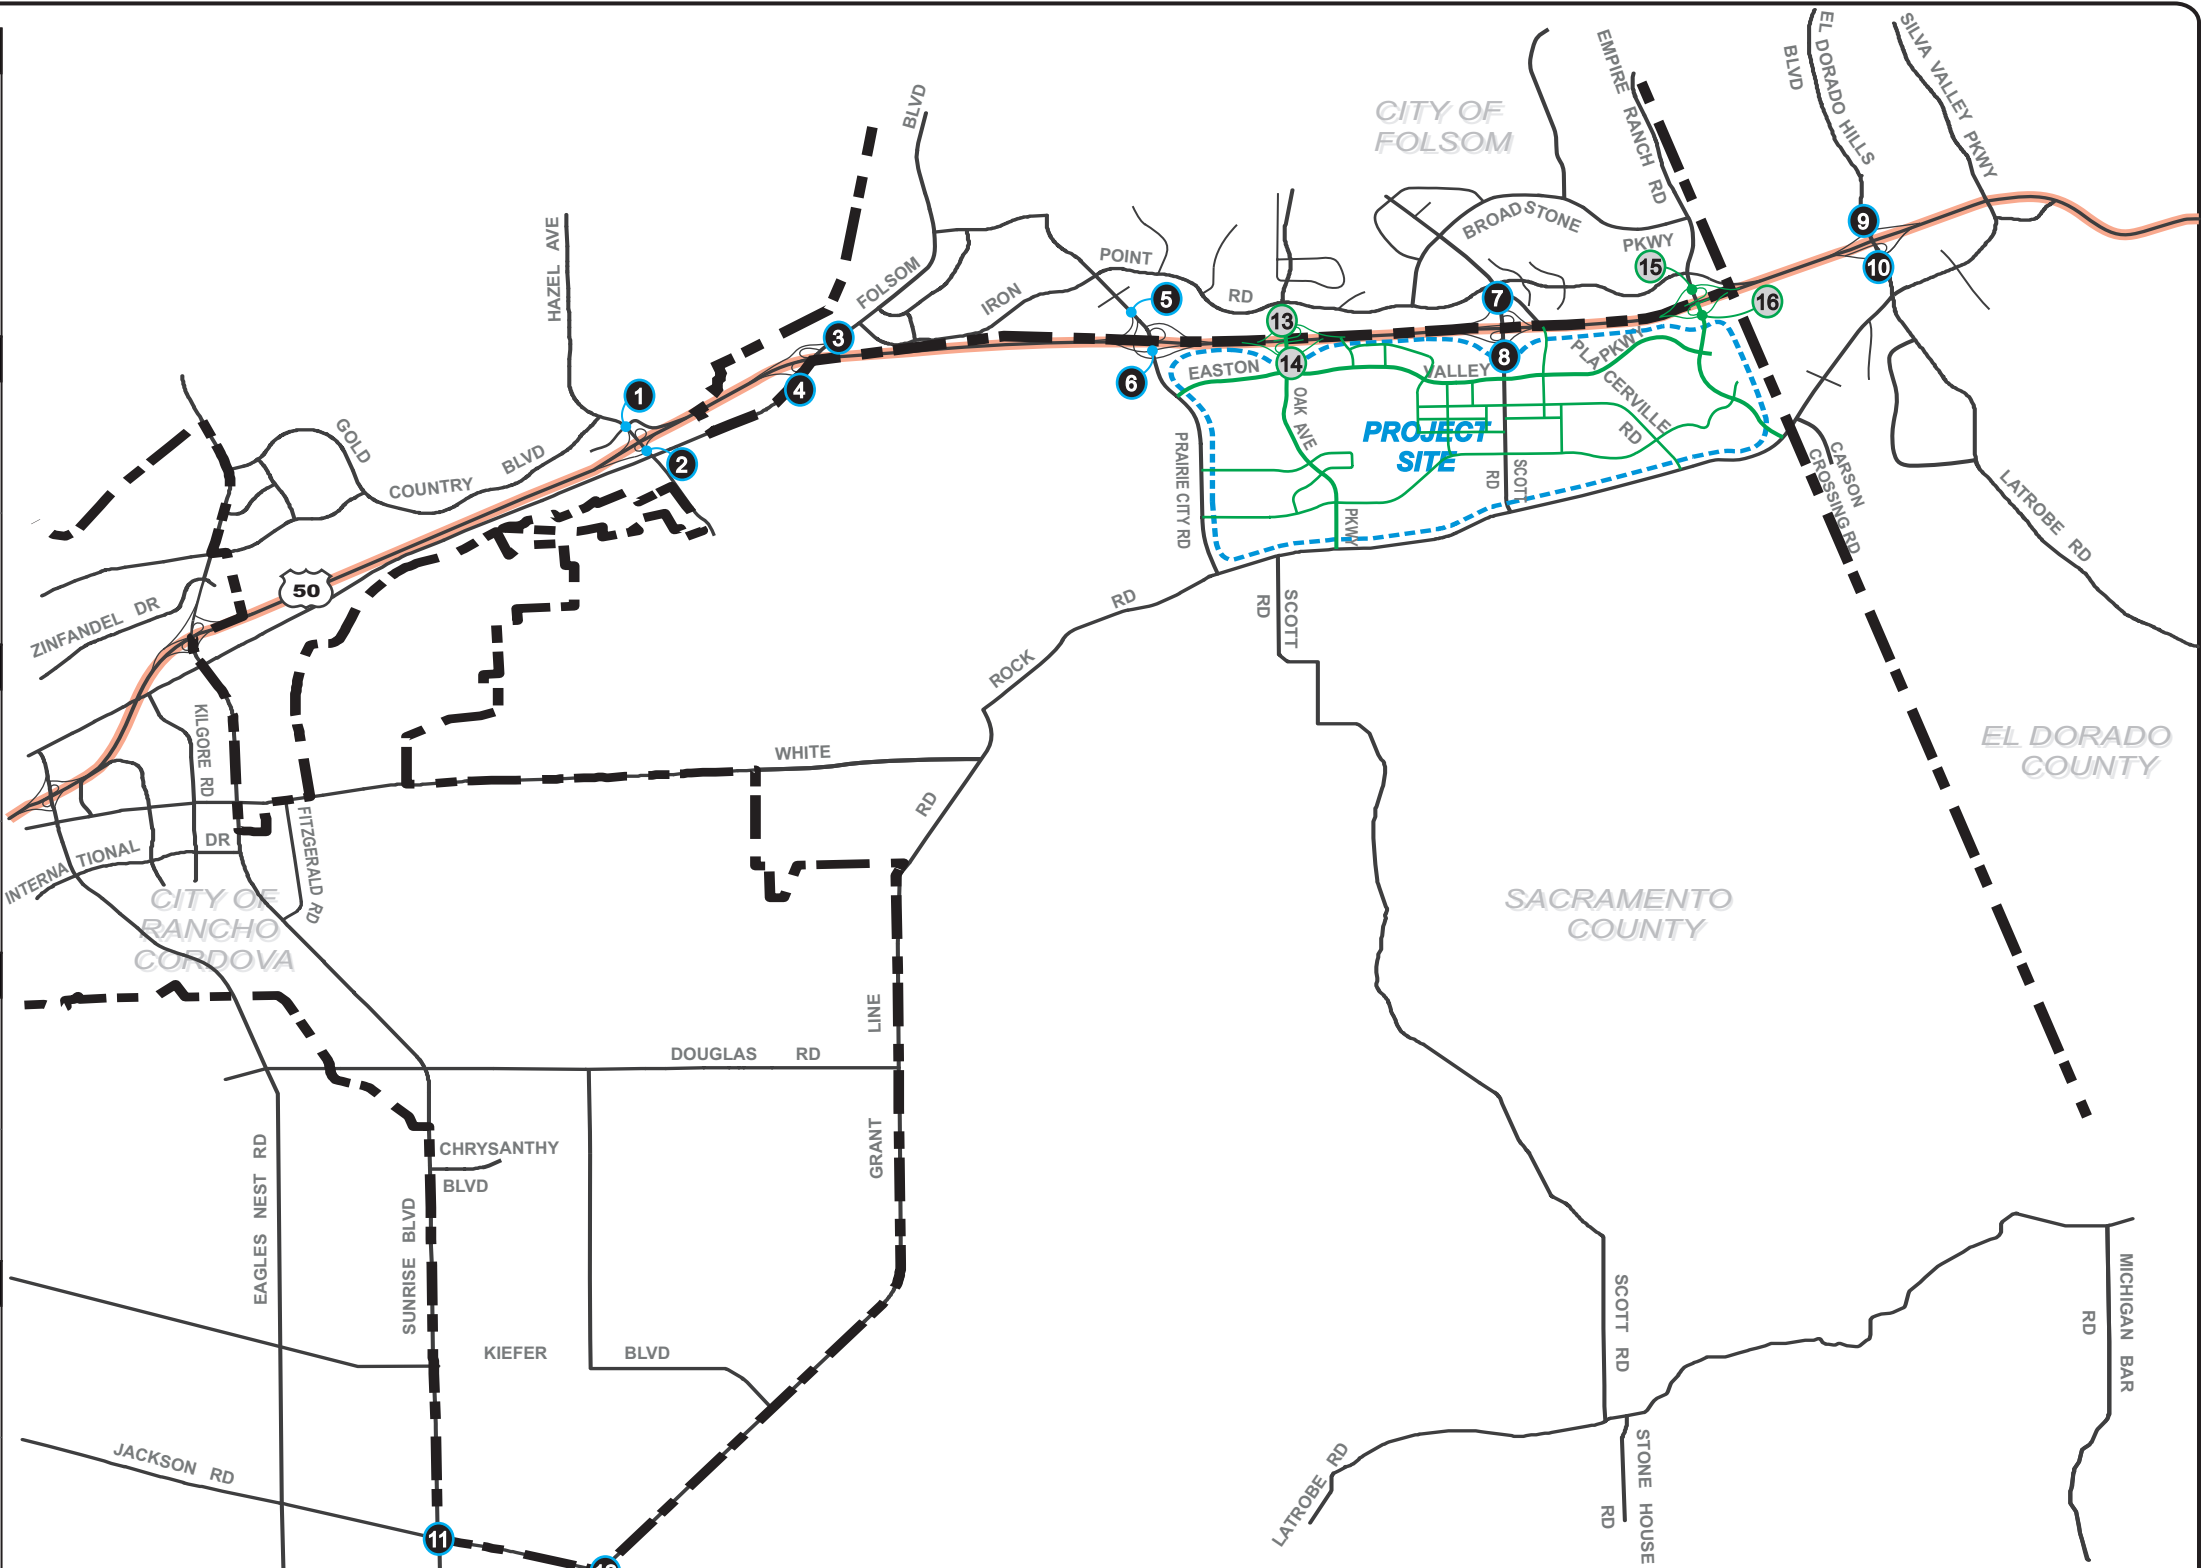 EL DORADO HILLS
BLVD
SILVA VALLEY PKWY
EMPIRE RANCH RD
CITY OF
FOLSOM
BLVD
FOLSOM
HAZEL AVE
BROADSTONE
PKWY
POINT
IRON
RD
9
10
15
16
5
7
13
3
8
14
6
4
1
2
EASTON
VALLEY
PKWY
PLACERVILLE
RD
OAK AVE
PKWY
PROJECT
SITE
PRAIRIE CITY RD
SCOTT
RD
CARSON
CROSSING RD
LATROBE RD
GOLD
COUNTRY
BLVD
50
ZINFANDEL DR
RD
SCOTT
RD
ROCK
WHITE
RD
KILGORE RD
EL DORADO
COUNTY
INTERNATIONAL
DR
FITZGERALD RD
CITY OF
RANCHO
CORDOVA
SACRAMENTO
COUNTY
LINE
GRANT
DOUGLAS RD
CHRYSANTHY
BLVD
EAGLES NEST RD
SUNRISE BLVD
KIEFER
BLVD
SCOTT RD
MICHIGAN BAR
RD
JACKSON RD
LATROBE RD
STONE HOUSE
RD
11